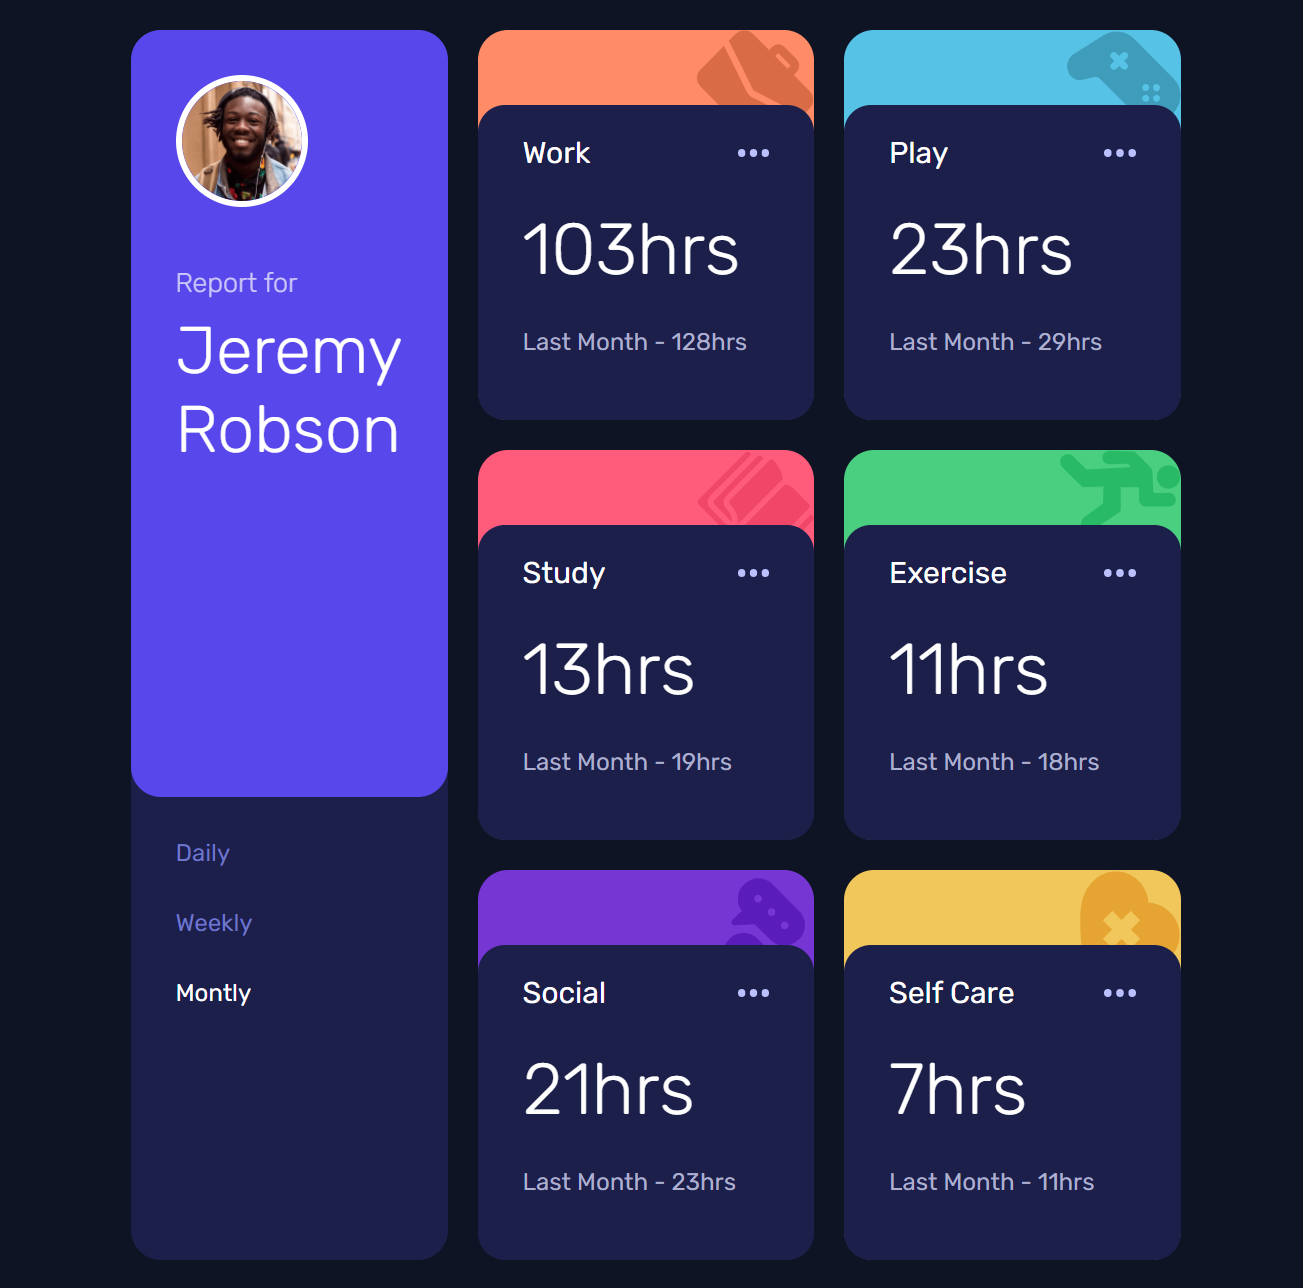 Report for
Jeremy
Robson
Daily
Weekly
Montly
Work
103hrs
Last Month - 128hrs
Play
23hrs
Last Month - 29hrs
Study
13hrs
Last Month - 19hrs
Exercise
11hrs
Last Month - 18hrs
Social
21hrs
Last Month - 23hrs
Self Care
7hrs
Last Month - 11hrs